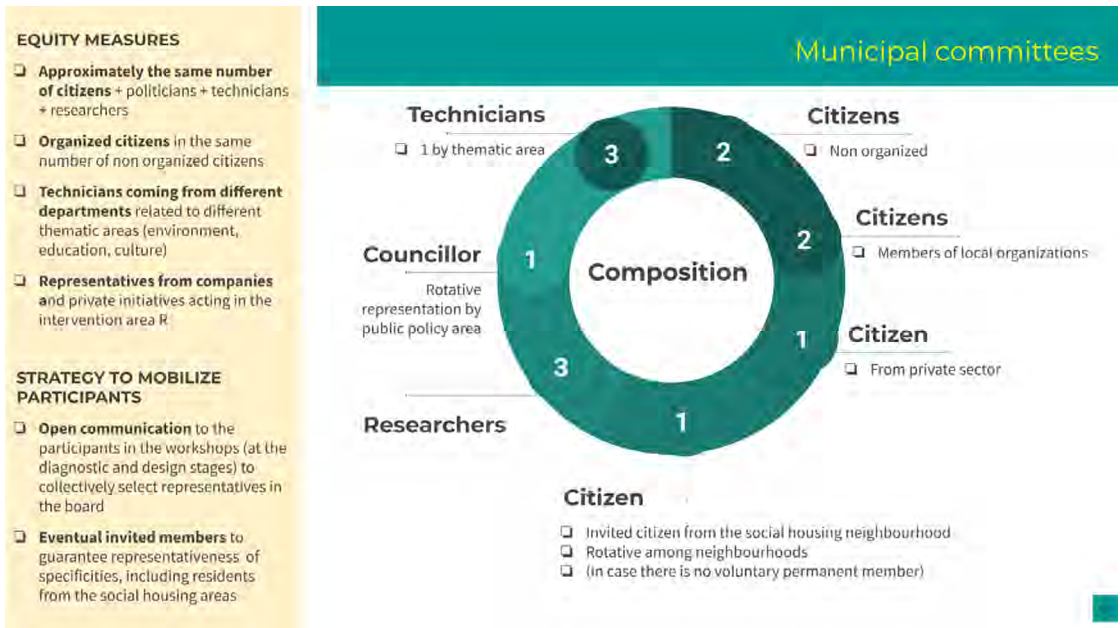 EQUITY MEASURES
❑ Approximately the same number
of citizens + politicians + technicians
+ researchers
❑ Organized citizens in the same
number of non organized citizens
❑ Technicians coming from different
departments related to different
thematic areas (environment,
education, culture)
❑ Representatives from companies
and private initiatives acting in the
intervention area R
STRATEGY TO MOBILIZE
PARTICIPANTS
❑ Open communication to the
participants in the workshops (at the
diagnostic and design stages) to
collectively select representatives in
the board
❑ Eventual invited members to
guarantee representativeness of
specificities, including residents
from the social housing areas
Municipal committees
Technicians
❑ 1 by thematic area
3
2
Citizens
❑ Non organized
2
Citizens
❑ Members of local organizations
Councillor
1
Rotative
representation by
public policy area
Composition
1
Citizen
❑ From private sector
3
Researchers
1
Citizen
❑ Invited citizen from the social housing neighbourhood
❑ Rotative among neighbourhoods
❑ (in case there is no voluntary permanent member)